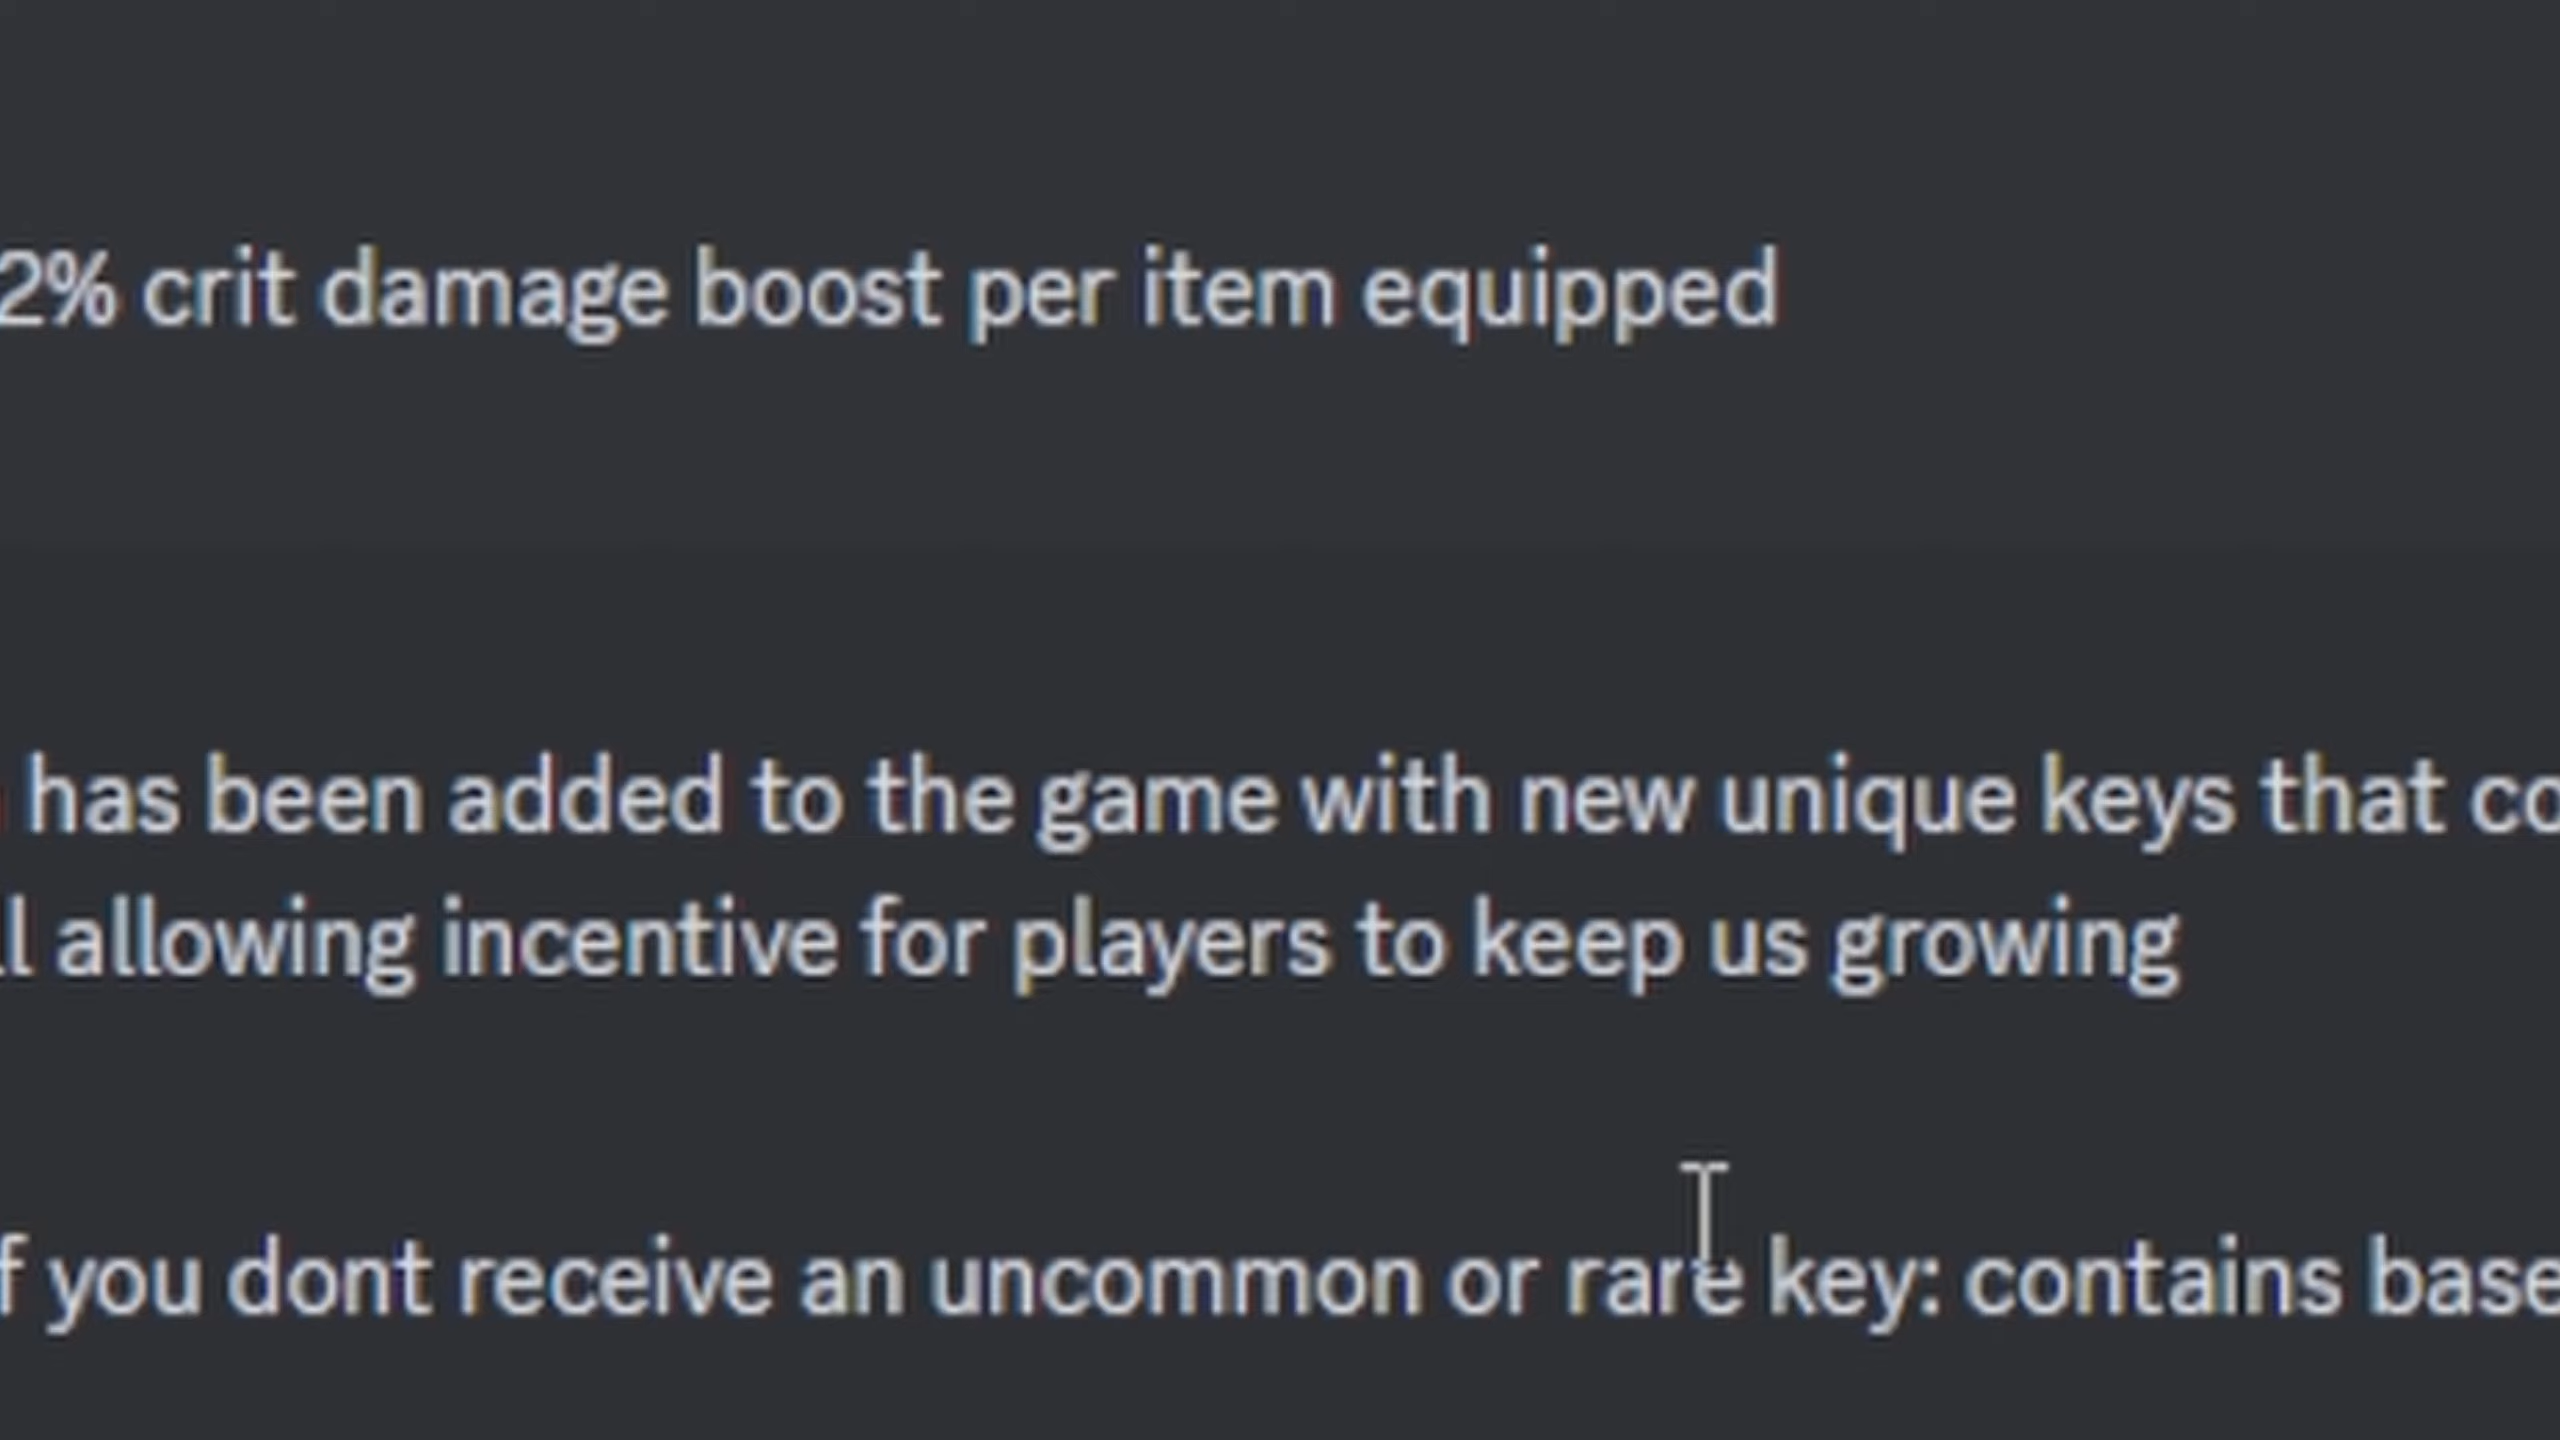 2% crit damage boost per item equipped
has been added to the game with new unique keys that
allowing incentive for players to keep us growing
you dont receive an uncommon or rare key: contains base